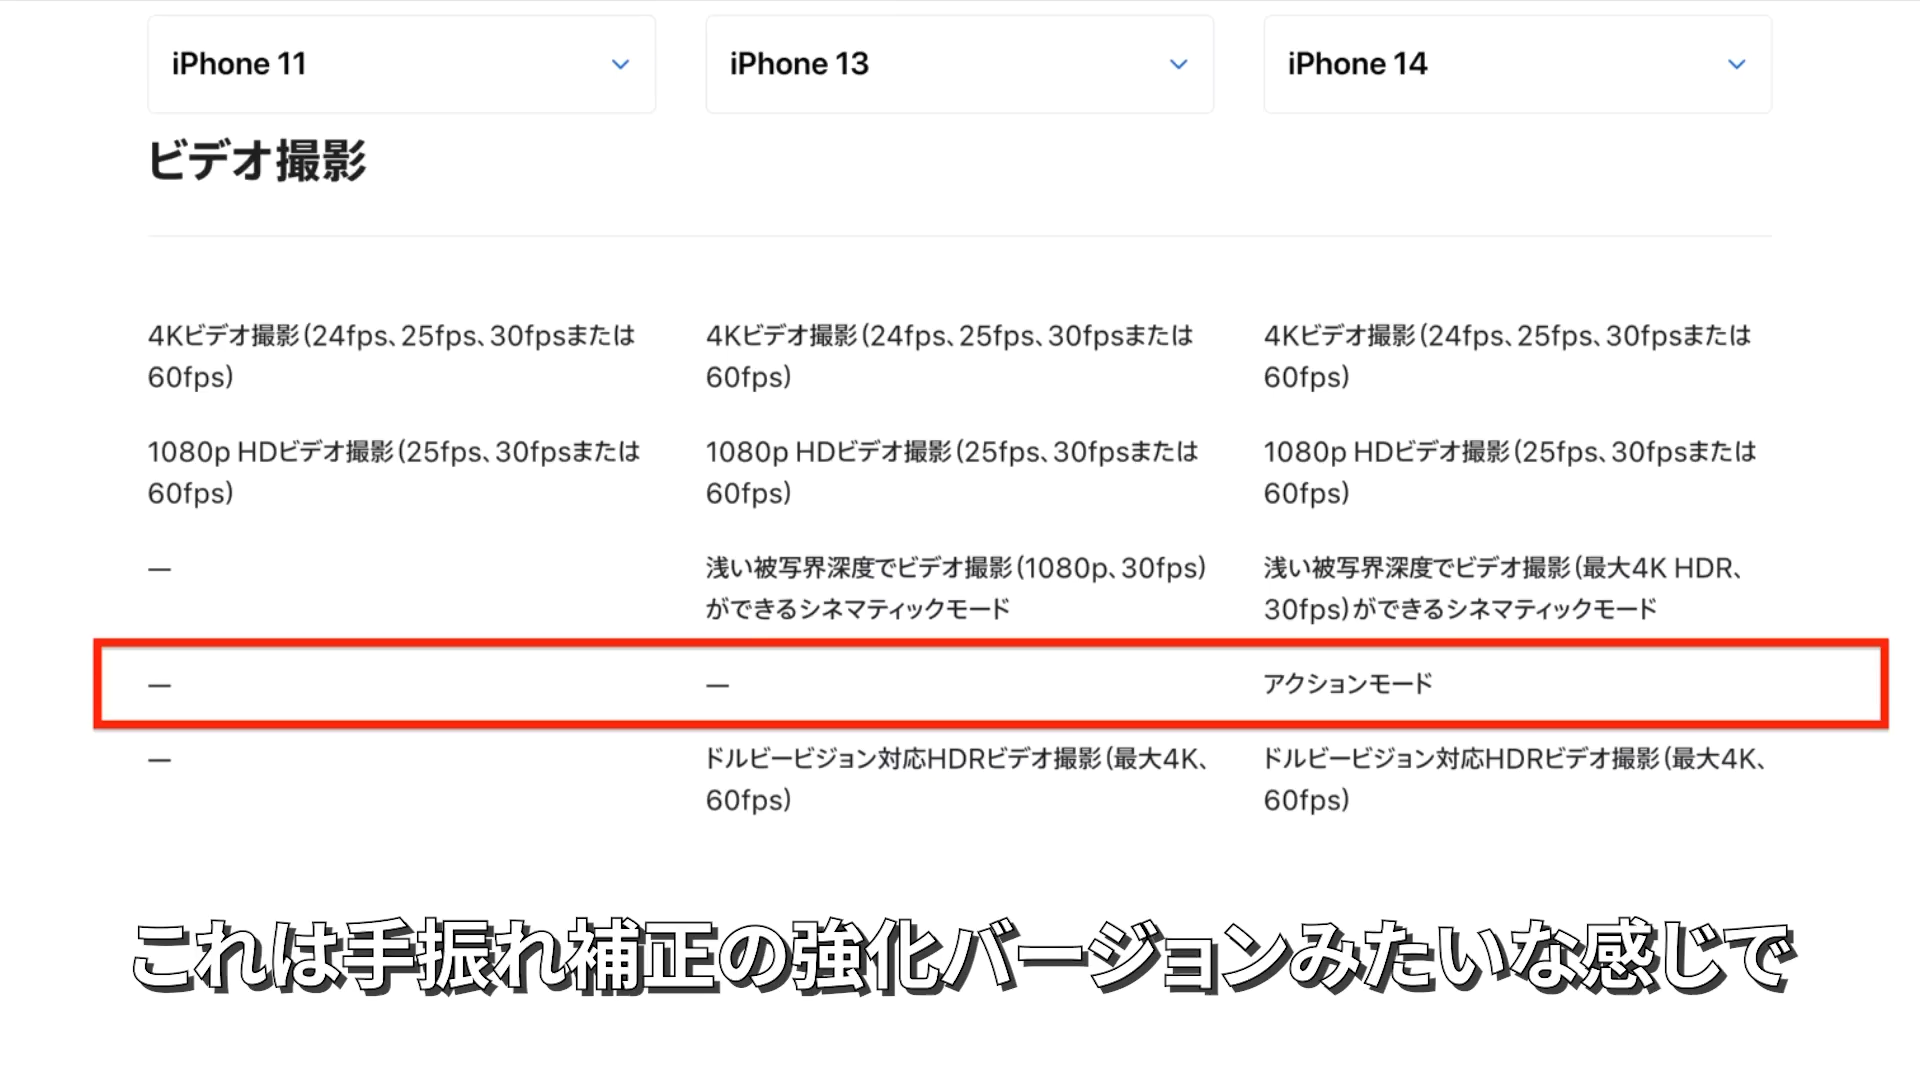 iPhone 11
iPhone 13
iPhone 14
ビデオ撮影
4Kビデオ撮影(24fps、25fps、30fpsまたは
60fps)
4Kビデオ撮影(24fps、25fps、30fpsまたは
60fps)
4Kビデオ撮影(24fps、25fps、30fpsまたは
60fps)
1080p HDビデオ撮影(25fps、30fpsまたは
60fps)
1080p HDビデオ撮影(25fps、30fpsまたは
60fps)
1080p HDビデオ撮影(25fps、30fpsまたは
60fps)
—
浅い被写界深度でビデオ撮影(1080p、30fps)
ができるシネマティックモード
浅い被写界深度でビデオ撮影(最大4K HDR、
30fps)ができるシネマティックモード
—
—
アクションモード
—
ドルビービジョン対応HDRビデオ撮影(最大4K、
60fps)
ドルビービジョン対応HDRビデオ撮影(最大4K、
60fps)
これは手振れ補正の強化バージョンみたいな感じで